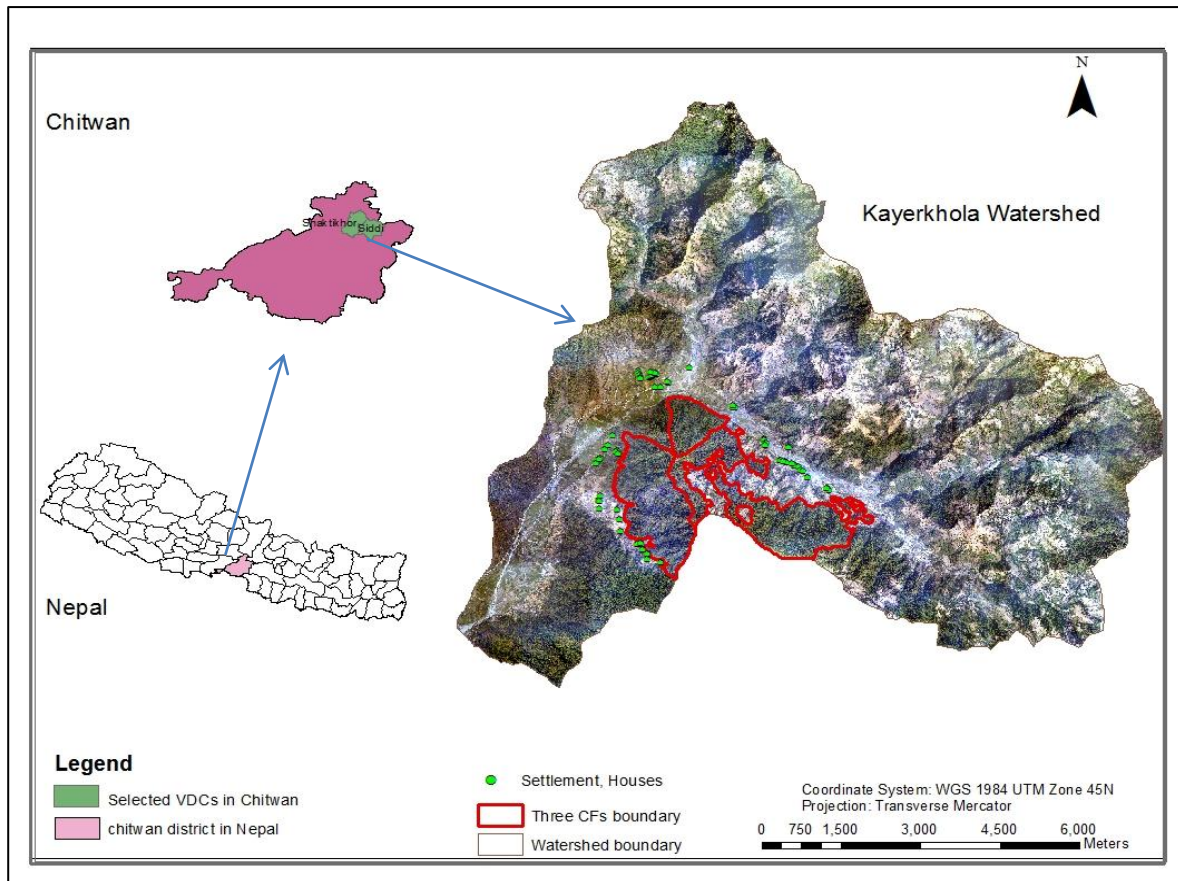 N
Chitwan
Kayerkhola Watershed
Shaktikhor
Siddi
Nepal
Legend
Selected VDCs in Chitwan
chitwan district in Nepal
Settlement, Houses
Three CFs boundary
Watershed boundary
Coordinate System: WGS 1984 UTM Zone 45N
Projection: Transverse Mercator
0 750 1,500 3,000 4,500 6,000
Meters